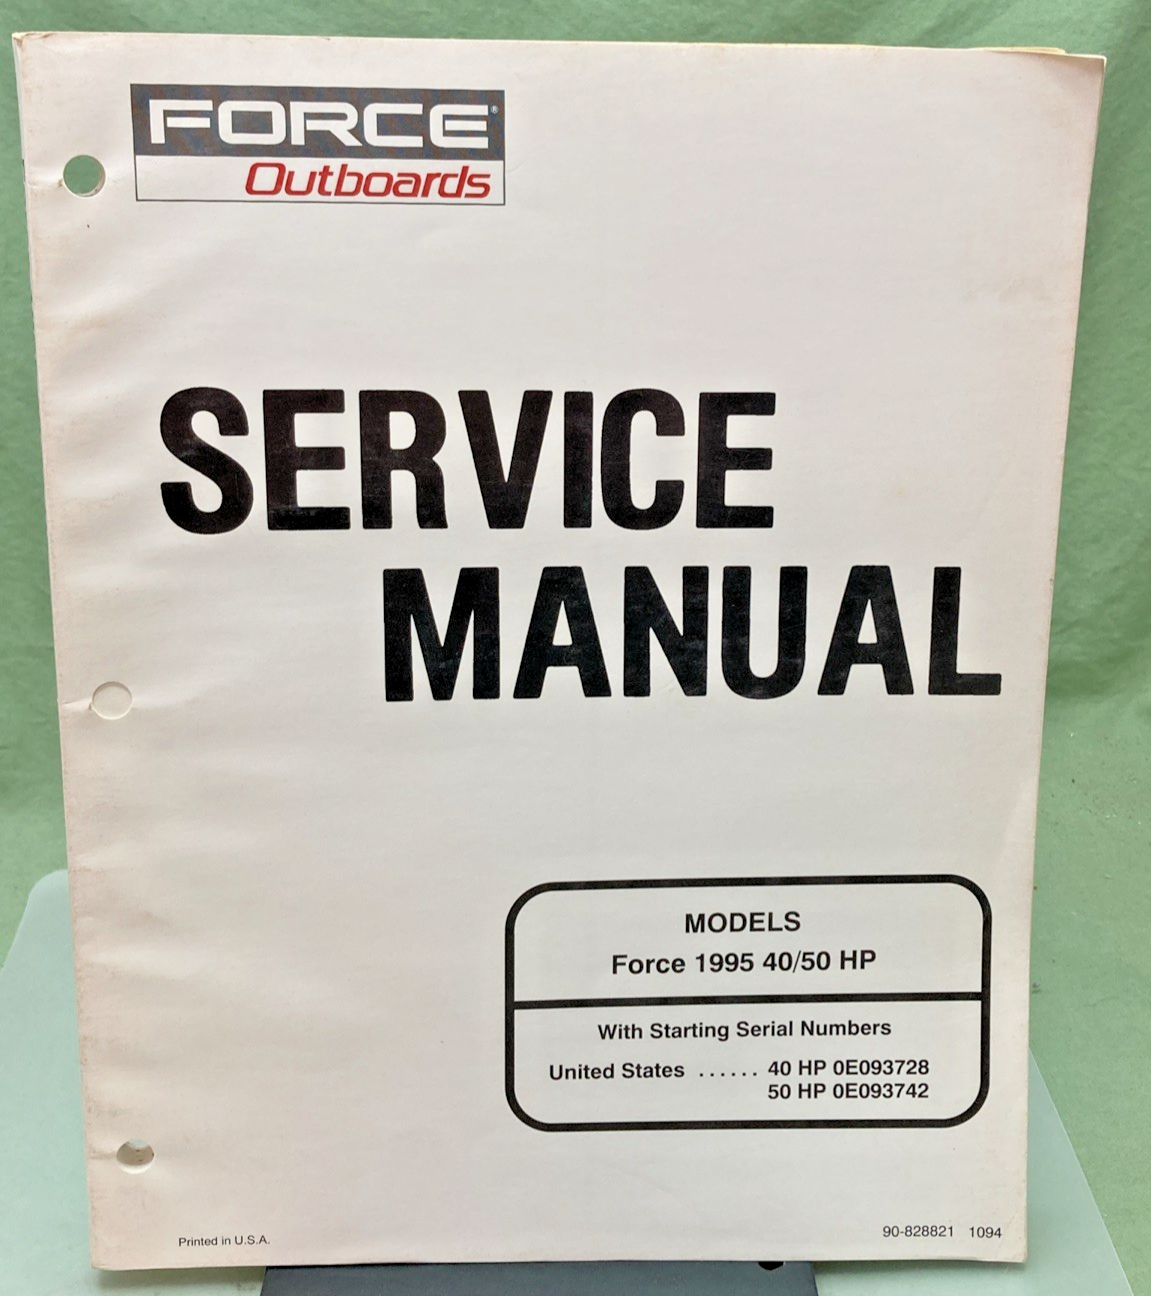 FORCE®
Outboards
SERVICE
MANUAL
MODELS
Force 1995 40/50 HP
With Starting Serial Numbers
United States ...... 40 HP 0E093728
50 HP 0E093742
Printed in U.S.A.
90-828821 1094